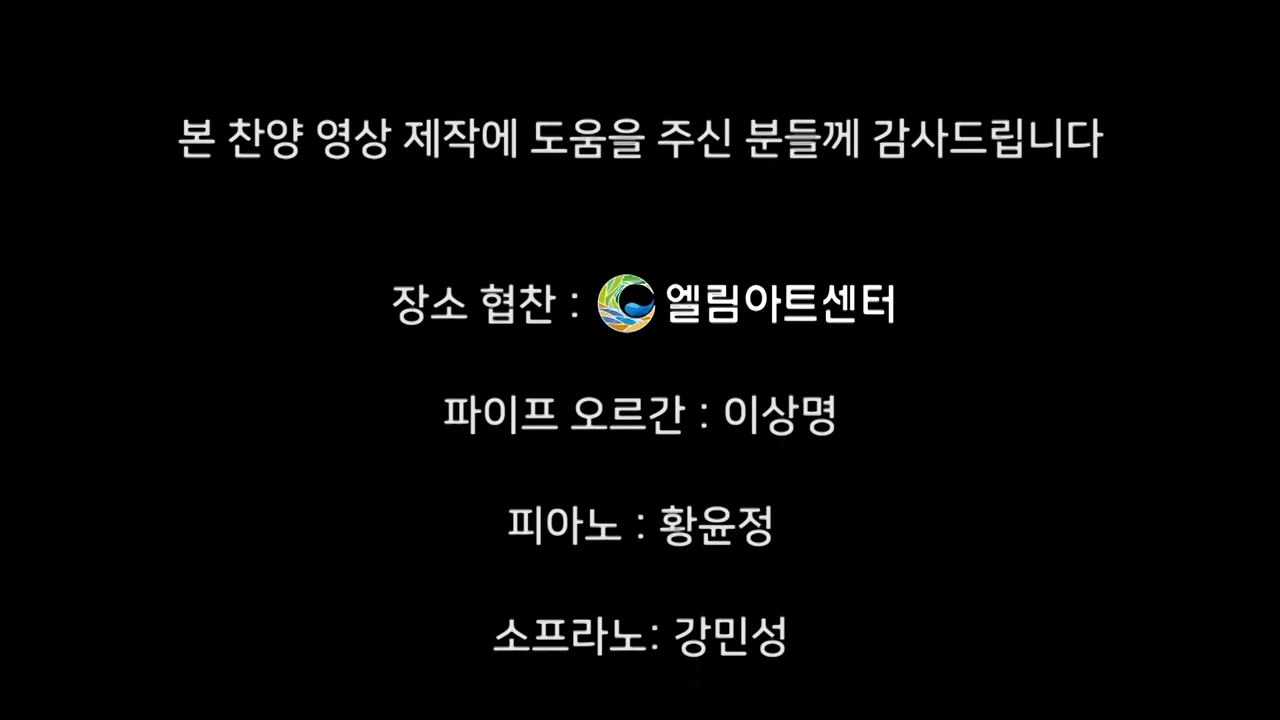 본 찬양 영상 제작에 도움을 주신 분들께 감사드립니다
장소 협찬 : 엘림아트센터
파이프 오르간 : 이상명
피아노 : 황윤정
소프라노: 강민성